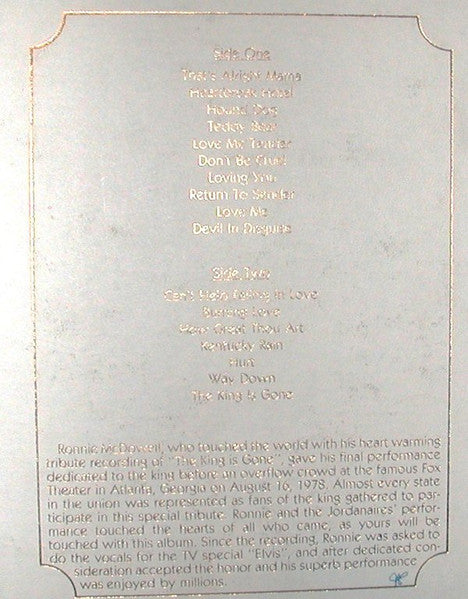 Side One
That's Alright Mama
Heartbreak Hotel
Hound Dog
Teddy Bear
Love Me Tender
Don't Be Cruel
Loving You
Return To Sender
Love Me
Devil In Disguise
Side Two
Can't Help Falling In Love
Burning Love
How Great Thou Art
Kentucky Rain
Hurt
Way Down
The King Is Gone
Ronnie McDowell, who touched the world with his heart warming
tribute recording of "The King is Gone", gave his final performance
dedicated to the king before an overflow crowd at the famous Fox
Theater in Atlanta, Georgia on August 16, 1978. Almost every state
in the union was represented as fans of the king gathered to par-
ticipate in this special tribute. Ronnie and the Jordanaires' perfor-
mance touched the hearts of all who came, as yours will be
touched with this album. Since the recording, Ronnie was asked to
do the vocals for the TV special "Elvis", and after dedicated con-
sideration accepted the honor and his superb performance
was enjoyed by millions.